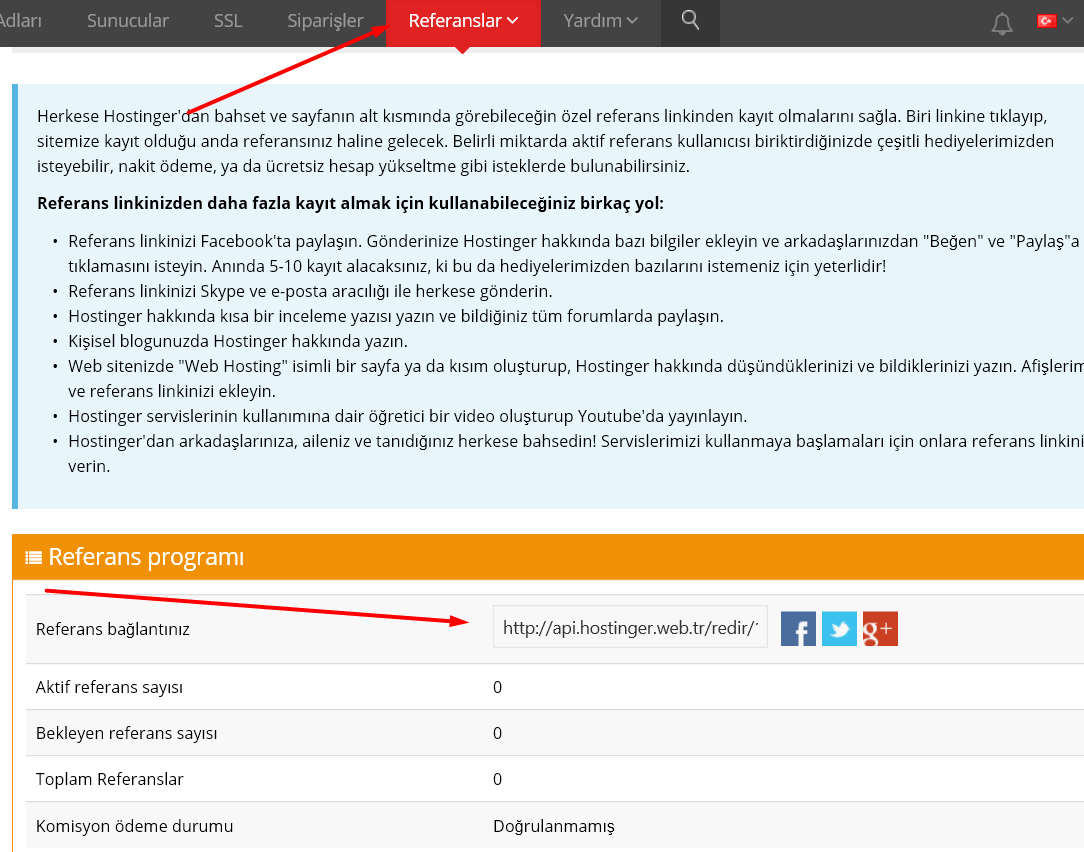 Adları Sunucular SSL Siparişler Referanslar Yardım
Herkese Hostinger'dan bahset ve sayfanın alt kısmında görebileceğin özel referans linkinden kayıt olmalarını sağla. Biri linkine tıklayıp,
sitemize kayıt olduğu anda referansınız haline gelecek. Belirli miktarda aktif referans kullanıcısı biriktirdiğinizde çeşitli hediyelerimizden
isteyebilir, nakit ödeme, ya da ücretsiz hesap yükseltme gibi isteklerde bulunabilirsiniz.
Referans linkinizden daha fazla kayıt almak için kullanabileceğiniz birkaç yol:
• Referans linkinizi Facebook'ta paylaşın. Gönderinize Hostinger hakkında bazı bilgiler ekleyin ve arkadaşlarınızdan "Beğen" ve "Paylaş"a
tıklamasını isteyin. Anında 5-10 kayıt alacaksınız, ki bu da hediyelerimizden bazılarını istemeniz için yeterlidir!
• Referans linkinizi Skype ve e-posta aracılığı ile herkese gönderin.
• Hostinger hakkında kısa bir inceleme yazısı yazın ve bildiğiniz tüm forumlarda paylaşın.
• Kişisel blogunuzda Hostinger hakkında yazın.
• Web sitenizde "Web Hosting" isimli bir sayfa ya da kısım oluşturup, Hostinger hakkında düşündüklerinizi ve bildiklerinizi yazın. Afişlerim
ve referans linkinizi ekleyin.
• Hostinger servislerinin kullanımına dair öğretici bir video oluşturup Youtube'da yayınlayın.
• Hostinger'dan arkadaşlarınıza, aileniz ve tanıdığınız herkese bahsedin! Servislerimizi kullanmaya başlamaları için onlara referans linkini
verin.
Referans programı
Referans bağlantınız http://api.hostinger.web.tr/redir/ f g+
Aktif referans sayısı 0
Bekleyen referans sayısı 0
Toplam Referanslar 0
Komisyon ödeme durumu Doğrulanmamış